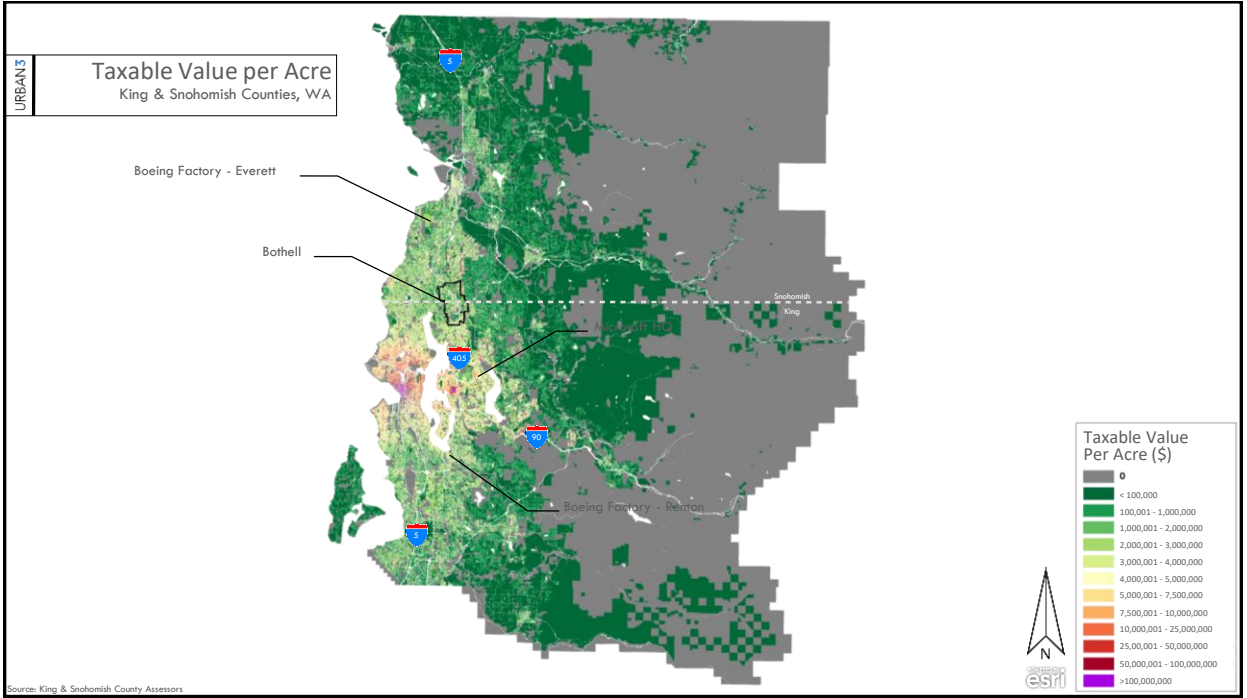 URBAN3
Taxable Value per Acre
King & Snohomish Counties, WA
5
Boeing Factory - Everett
Bothell
Snohomish
King
Microsoft HQ
405
90
Boeing Factory - Renton
5
Taxable Value
Per Acre ($)
0
< 100,000
100,001 - 1,000,000
1,000,001 - 2,000,000
2,000,001 - 3,000,000
3,000,001 - 4,000,000
4,000,001 - 5,000,000
5,000,001 - 7,500,000
7,500,001 - 10,000,000
10,000,001 - 25,000,000
25,00,001 - 50,000,000
50,000,001 - 100,000,000
>100,000,000
N
POWERED BY
esri
Source: King & Snohomish County Assessors